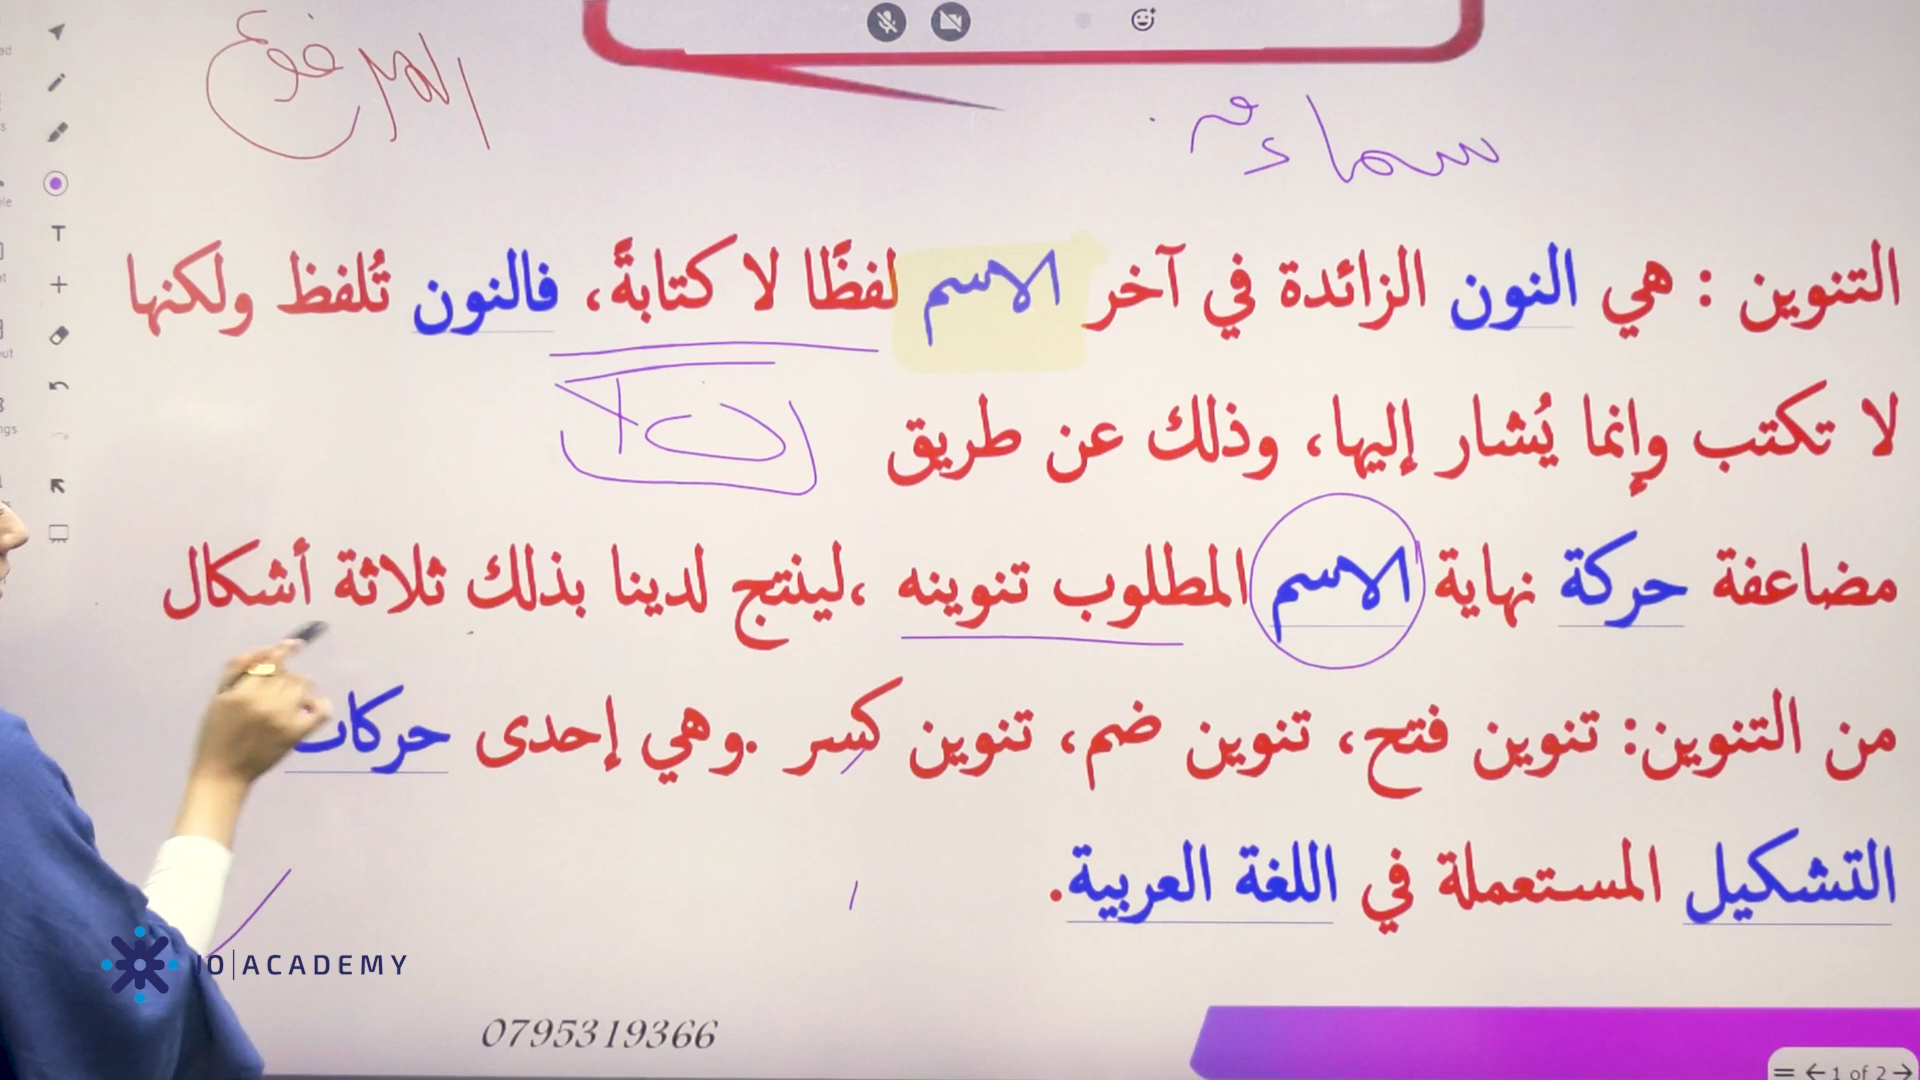 المرفوع
سماء
التنوين : هي النون الزائدة في آخر الاسم لفظًا لا كتابةً، فالنون تُلفظ ولكنها
لا تكتب وإنما يُشار إليها، وذلك عن طريق
مضاعفة حركة نهاية الاسم المطلوب تنوينه ،لينتج لدينا بذلك ثلاثة أشكال
من التنوين: تنوين فتح، تنوين ضم، تنوين كسر .وهي إحدى حركات
التشكيل المستعملة في اللغة العربية.
IO|ACADEMY
0795319366
1 of 2